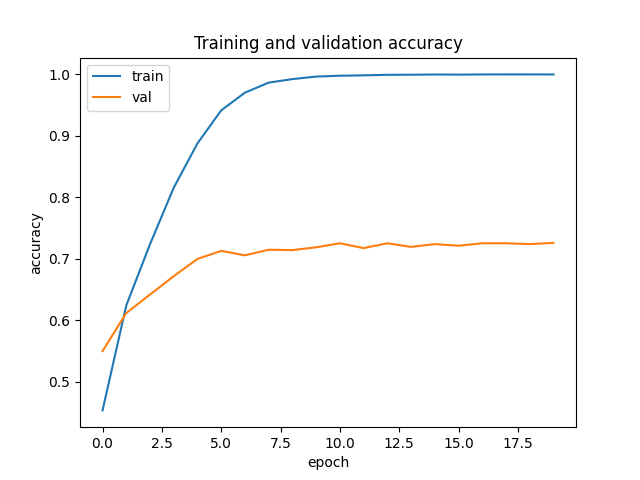 Training and validation accuracy
train
val
1.0
0.9
0.8
0.7
0.6
0.5
accuracy
0.0 2.5 5.0 7.5 10.0 12.5 15.0 17.5
epoch